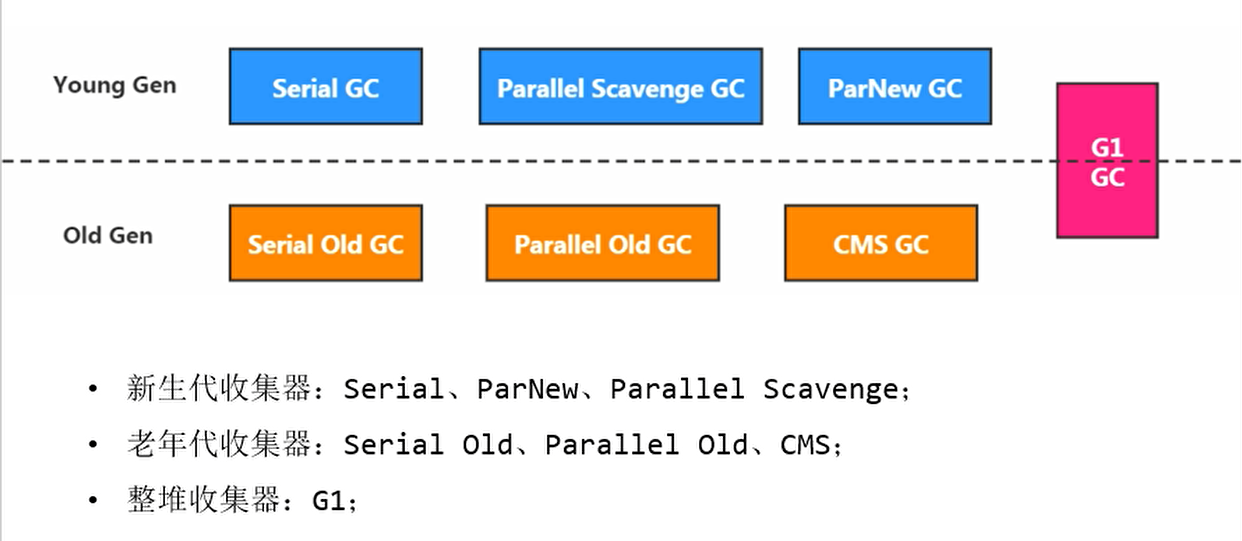 Young Gen
Serial GC
Parallel Scavenge GC
ParNew GC
G1
GC
Old Gen
Serial Old GC
Parallel Old GC
CMS GC
• 新生代收集器：Serial、ParNew、Parallel Scavenge；
• 老年代收集器：Serial Old、Parallel Old、CMS；
• 整堆收集器：G1；